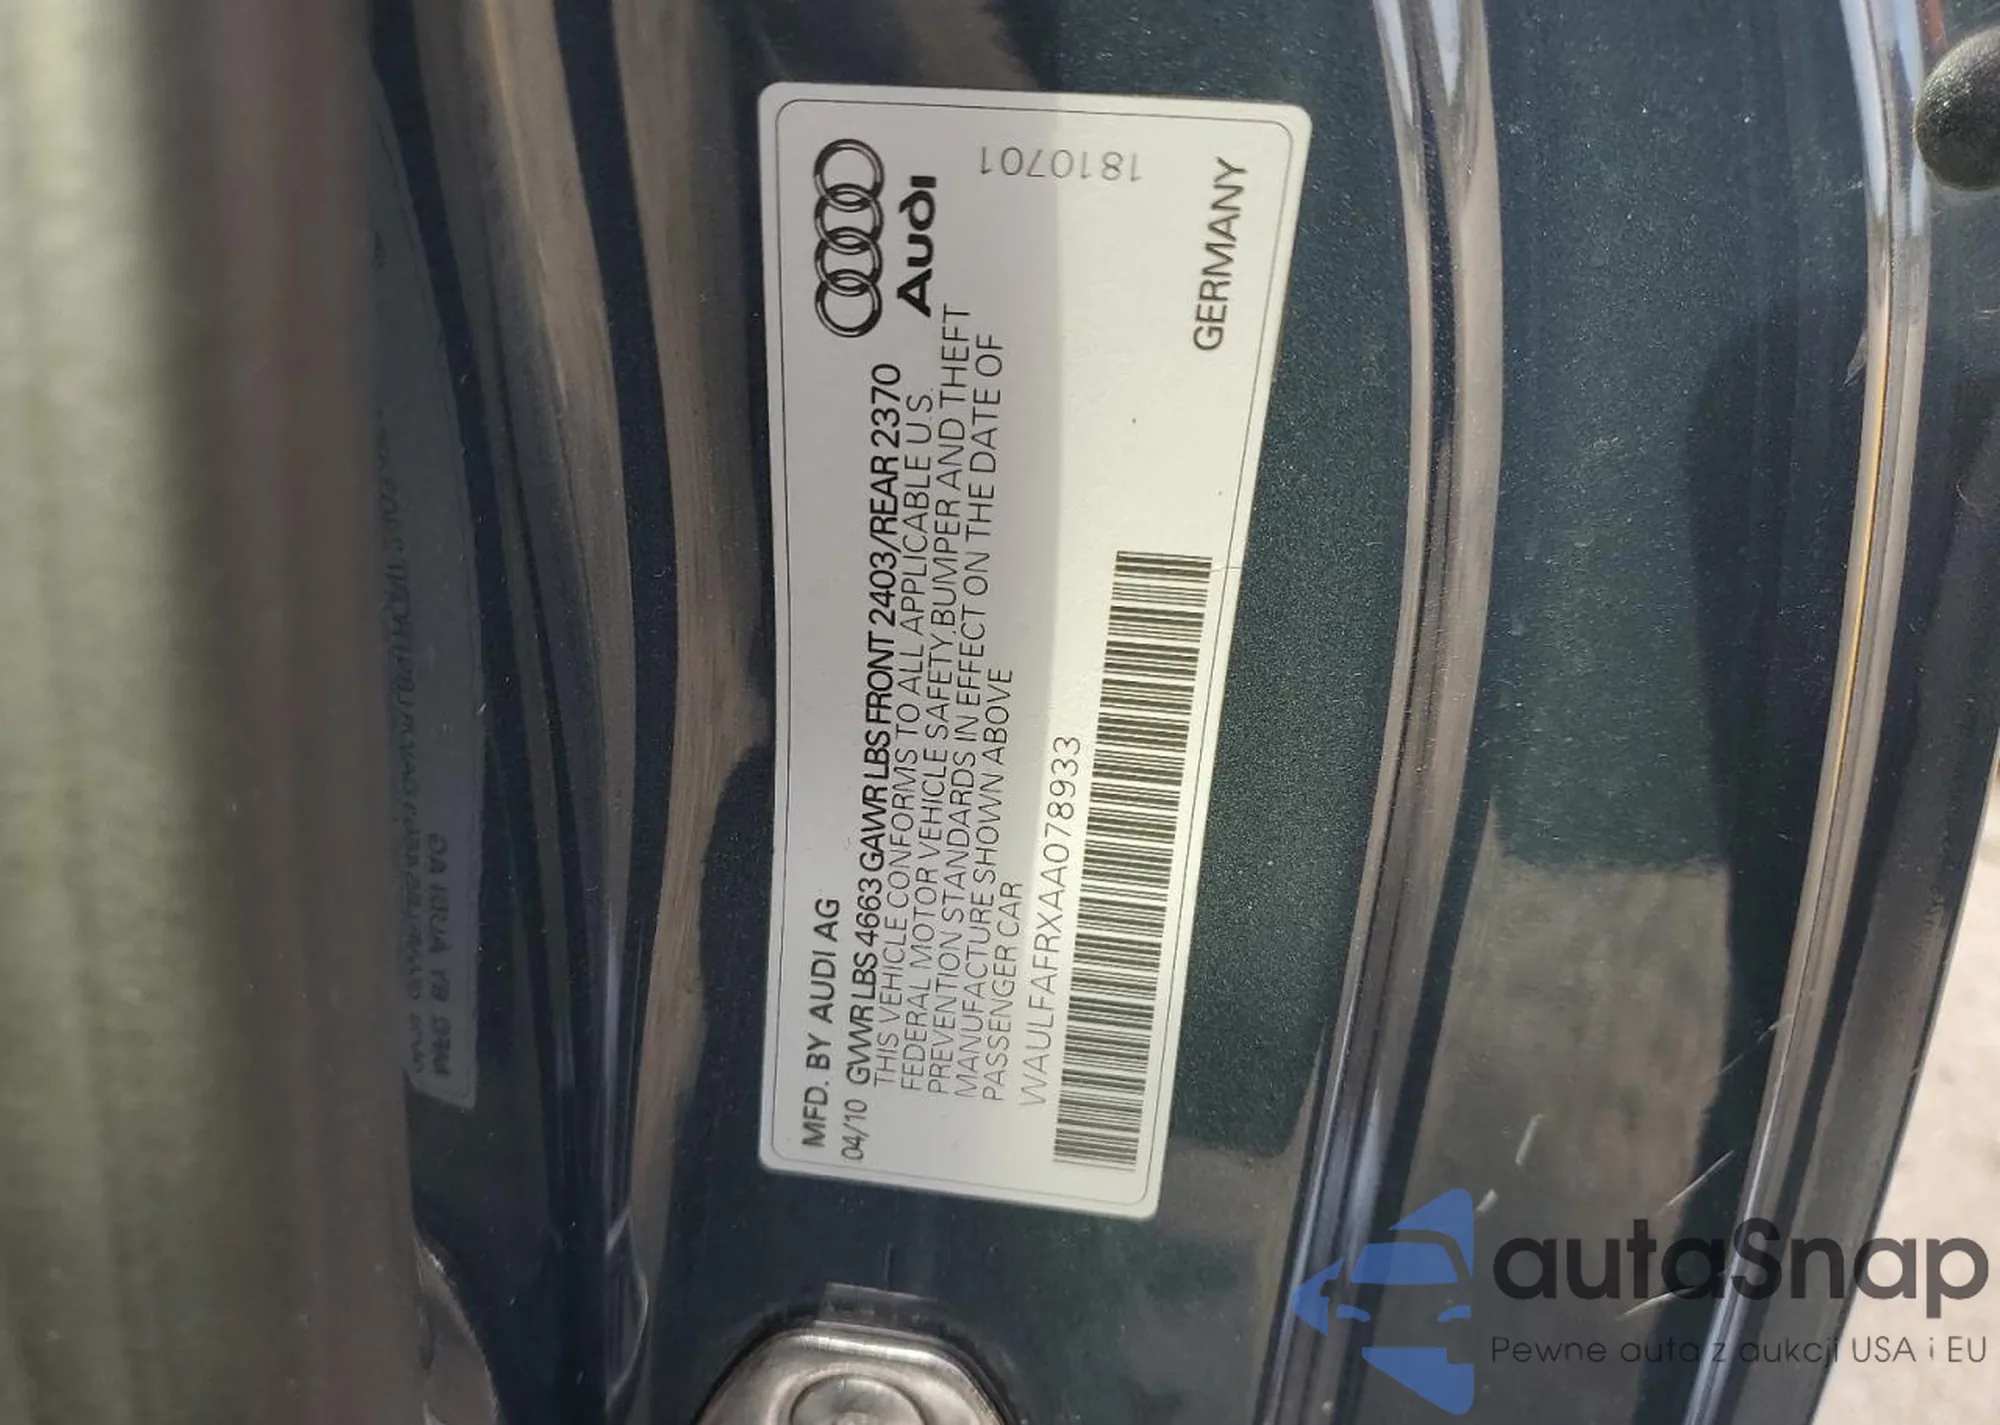 MFD. BY AUDI AG
04/10 GVWR LBS 4663 GAWR LBS FRONT 2403/REAR 2370
THIS VEHICLE CONFORMS TO ALL APPLICABLE U.S.
FEDERAL MOTOR VEHICLE SAFETY,BUMPER AND THEFT
PREVENTION STANDARDS IN EFFECT ON THE DATE OF
MANUFACTURE SHOWN ABOVE
PASSENGER CAR
WAULFAFRXAA078933
Audi
1810701
GERMANY
autaSnap
Pewne auta z aukcji USA i EU